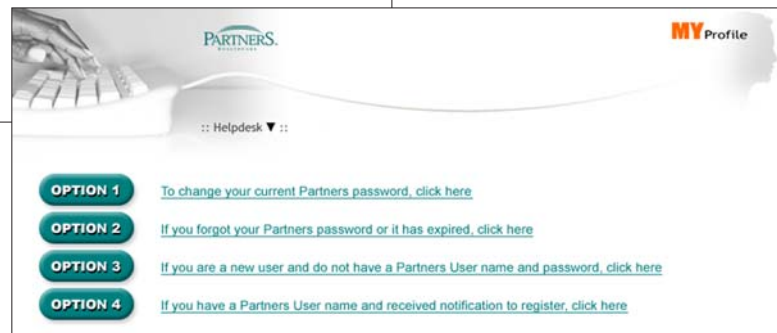 PARTNERS.
HEALTHCARE
MY Profile
:: Helpdesk ▼ ::
OPTION 1 To change your current Partners password, click here
OPTION 2 If you forgot your Partners password or it has expired, click here
OPTION 3 If you are a new user and do not have a Partners User name and password, click here
OPTION 4 If you have a Partners User name and received notification to register, click here